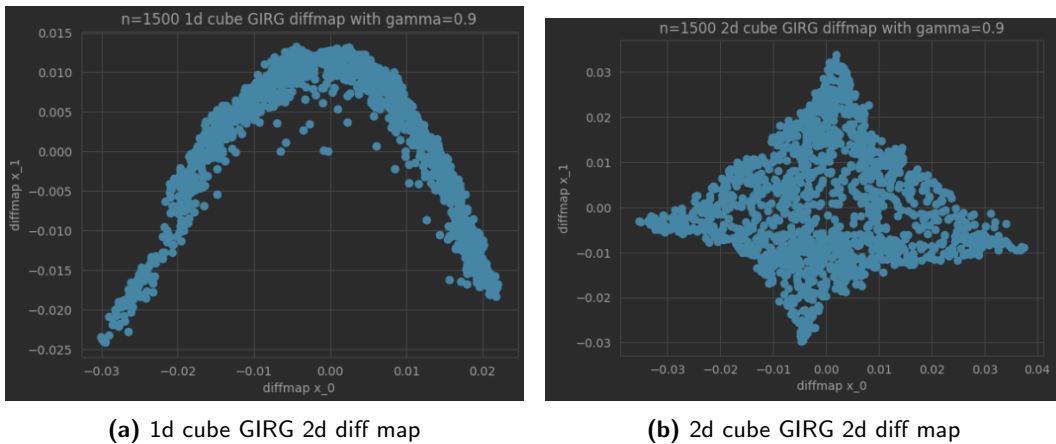 n=1500 1d cube GIRG diffmap with gamma=0.9
0.015
0.010
0.005
0.000
−0.005
−0.010
−0.015
−0.020
−0.025
diffmap x_1
−0.03 −0.02 −0.01 0.00 0.01 0.02
diffmap x_0
(a) 1d cube GIRG 2d diff map
n=1500 2d cube GIRG diffmap with gamma=0.9
0.03
0.02
0.01
0.00
−0.01
−0.02
−0.03
diffmap x_1
−0.03 −0.02 −0.01 0.00 0.01 0.02 0.03 0.04
diffmap x_0
(b) 2d cube GIRG 2d diff map